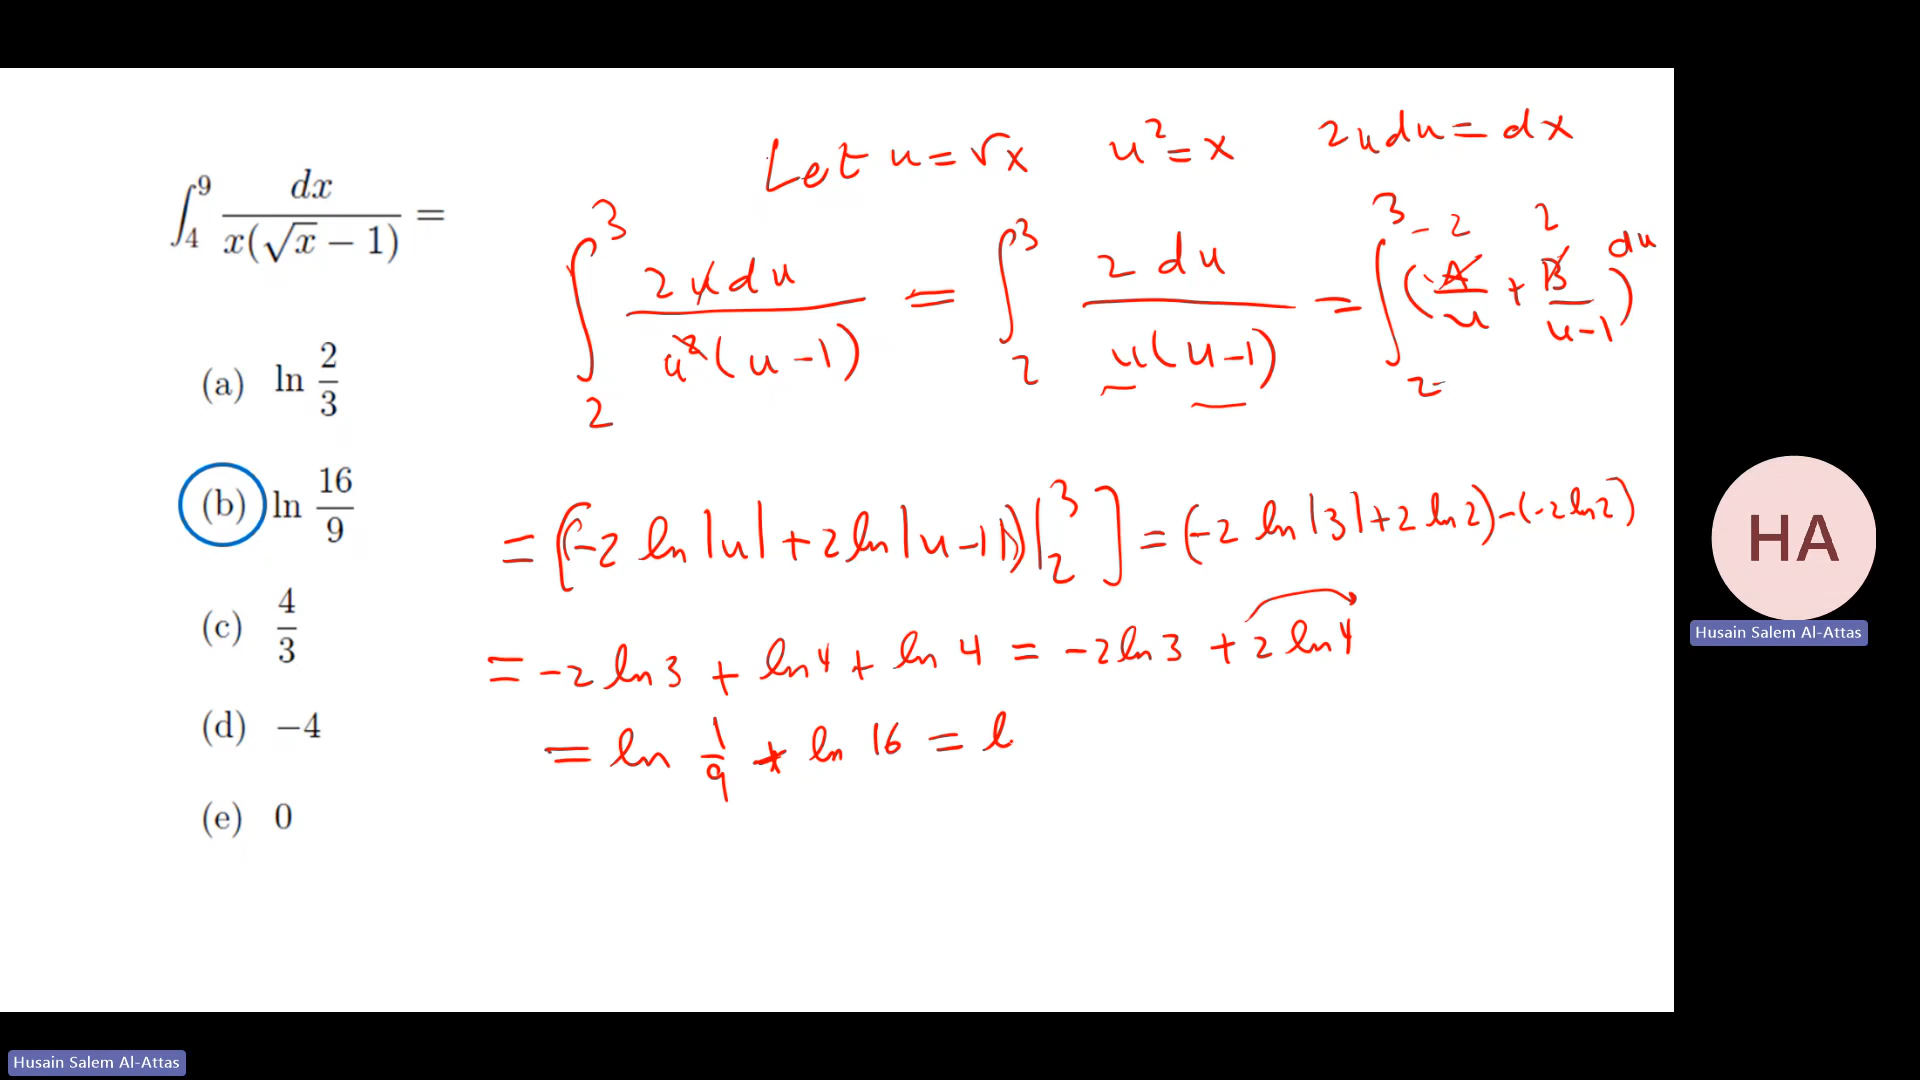 ∫₄⁹ dx / x(√x − 1) =
(a) ln 2/3
(b) ln 16/9
(c) 4/3
(d) −4
(e) 0
Let u = √x   u² = x   2u du = dx
∫₂³ 2u du / u²(u−1) = ∫₂³ 2 du / u(u−1) = ∫₂³ (A/u + B/u−1) du   −2   2
= [(−2 ln|u| + 2 ln|u−1|)|₂³] = (−2 ln|3| + 2 ln 2) − (−2 ln 2)
= −2 ln 3 + ln 4 + ln 4 = −2 ln 3 + 2 ln 4
= ln 1/9 + ln 16 = l
HA
Husain Salem Al-Attas
Husain Salem Al-Attas